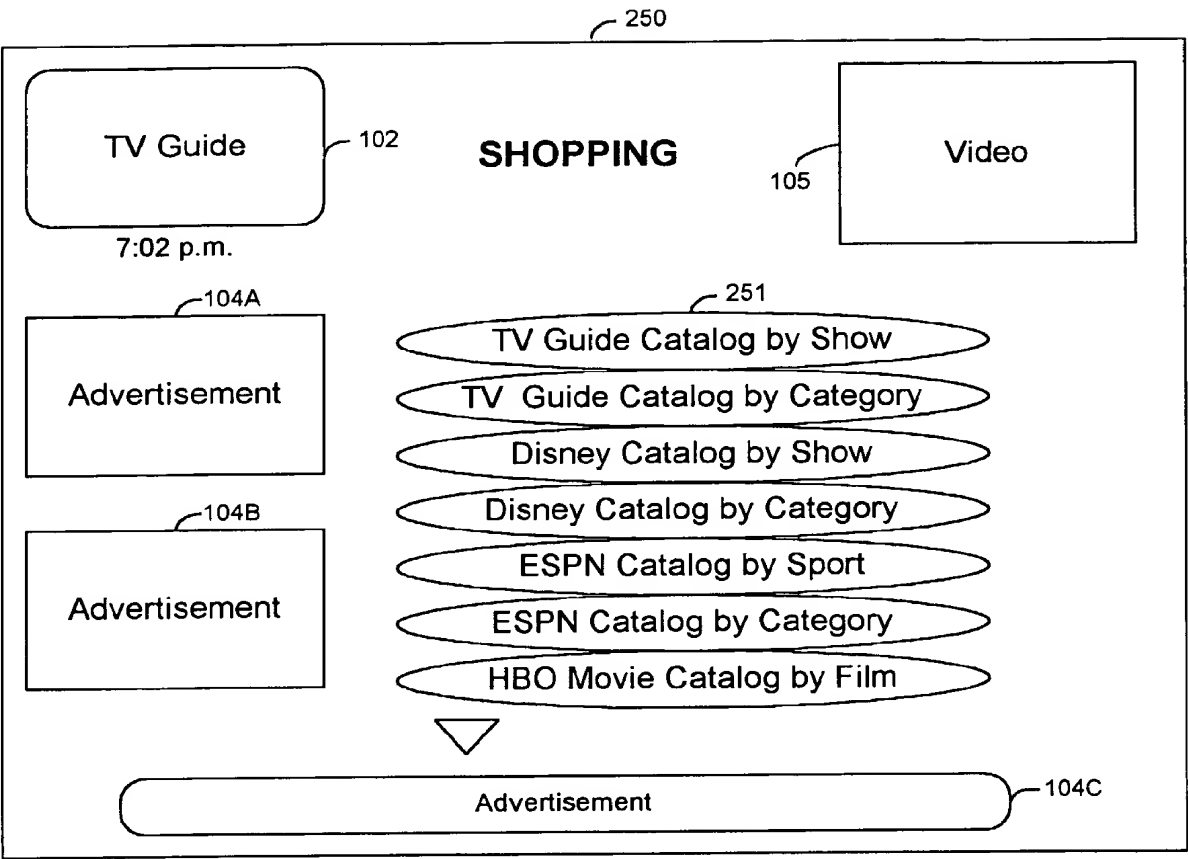 250
TV Guide
102
SHOPPING
105
Video
7:02 p.m.
104A
Advertisement
104B
Advertisement
251
TV Guide Catalog by Show
TV Guide Catalog by Category
Disney Catalog by Show
Disney Catalog by Category
ESPN Catalog by Sport
ESPN Catalog by Category
HBO Movie Catalog by Film
Advertisement
104C